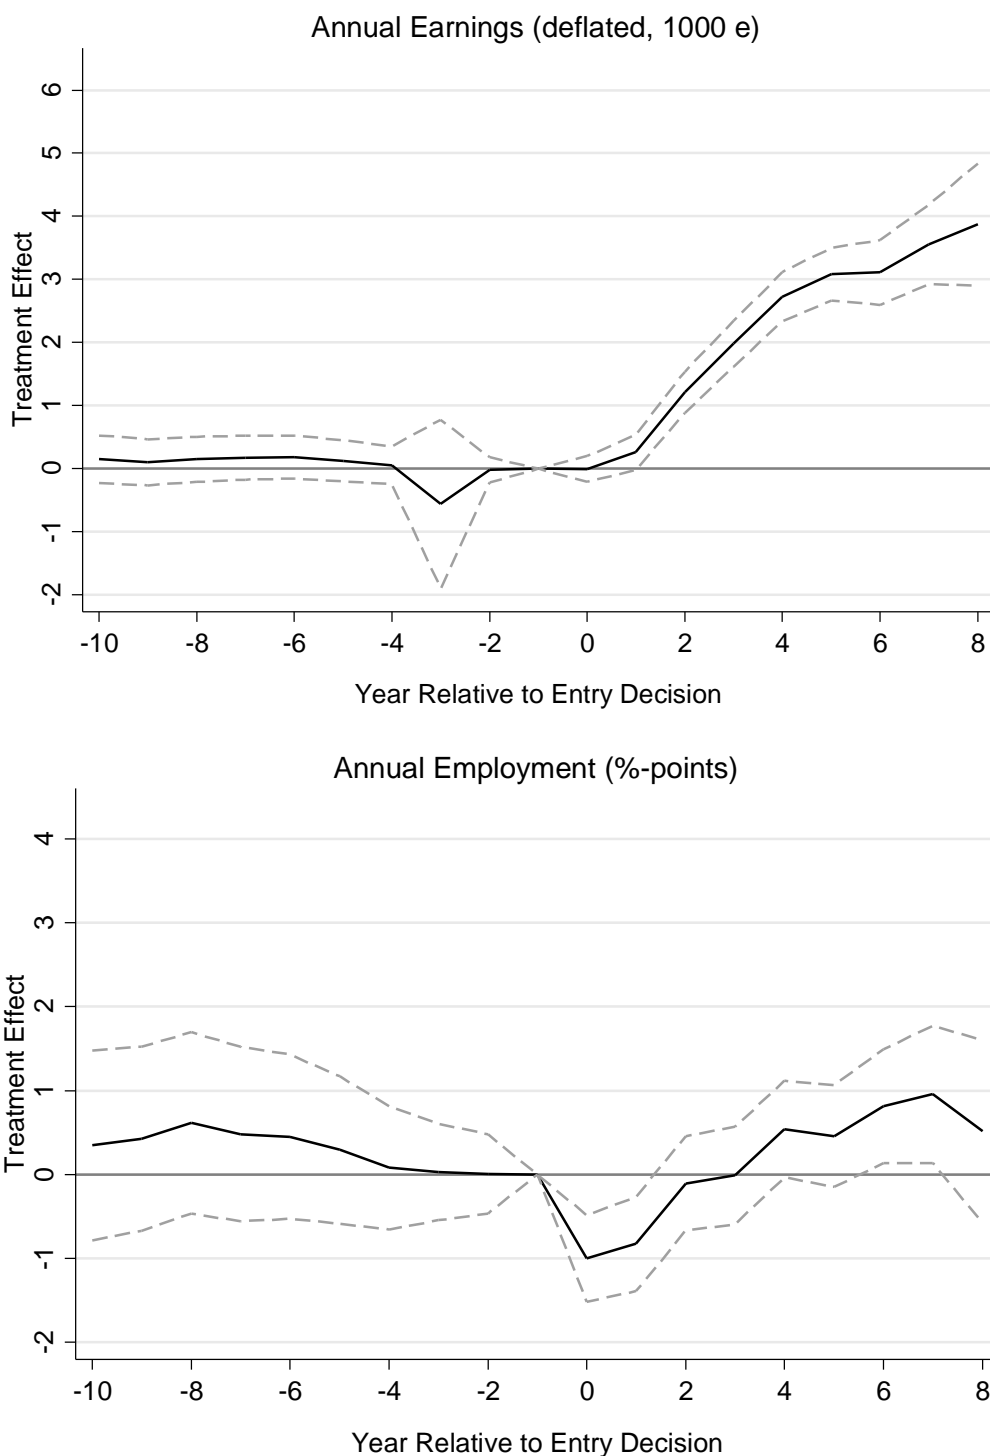 Annual Earnings (deflated, 1000 e)
6
5
4
3
2
1
0
-1
-2
Treatment Effect
-10 -8 -6 -4 -2 0 2 4 6 8
Year Relative to Entry Decision
Annual Employment (%-points)
4
3
2
1
0
-1
-2
Treatment Effect
-10 -8 -6 -4 -2 0 2 4 6 8
Year Relative to Entry Decision